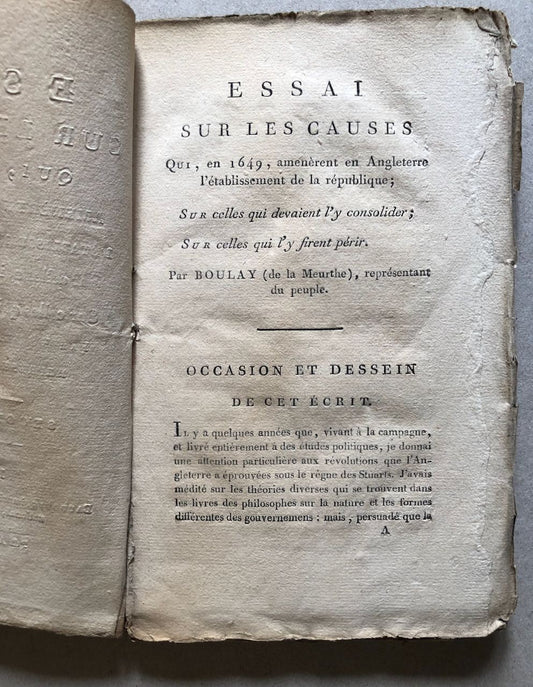 ESSAI
SUR LES CAUSES
QUI, en 1649, amenèrent en Angleterre
l'établissement de la république;
SUR celles qui devaient l'y consolider;
SUR celles qui l'y firent périr.
Par BOULAY (de la Meurthe), représentant
du peuple.
OCCASION ET DESSEIN
DE CET ÉCRIT.
IL y a quelques années que, vivant à la campagne,
et livré entièrement à des études politiques, je donnai
une attention particulière aux révolutions que l'An-
gleterre a éprouvées sous le règne des Stuarts. J'avais
médité sur les théories diverses qui se trouvent dans
les livres des philosophes sur la nature et les formes
différentes des gouvernemens; mais, persuadé que la
A